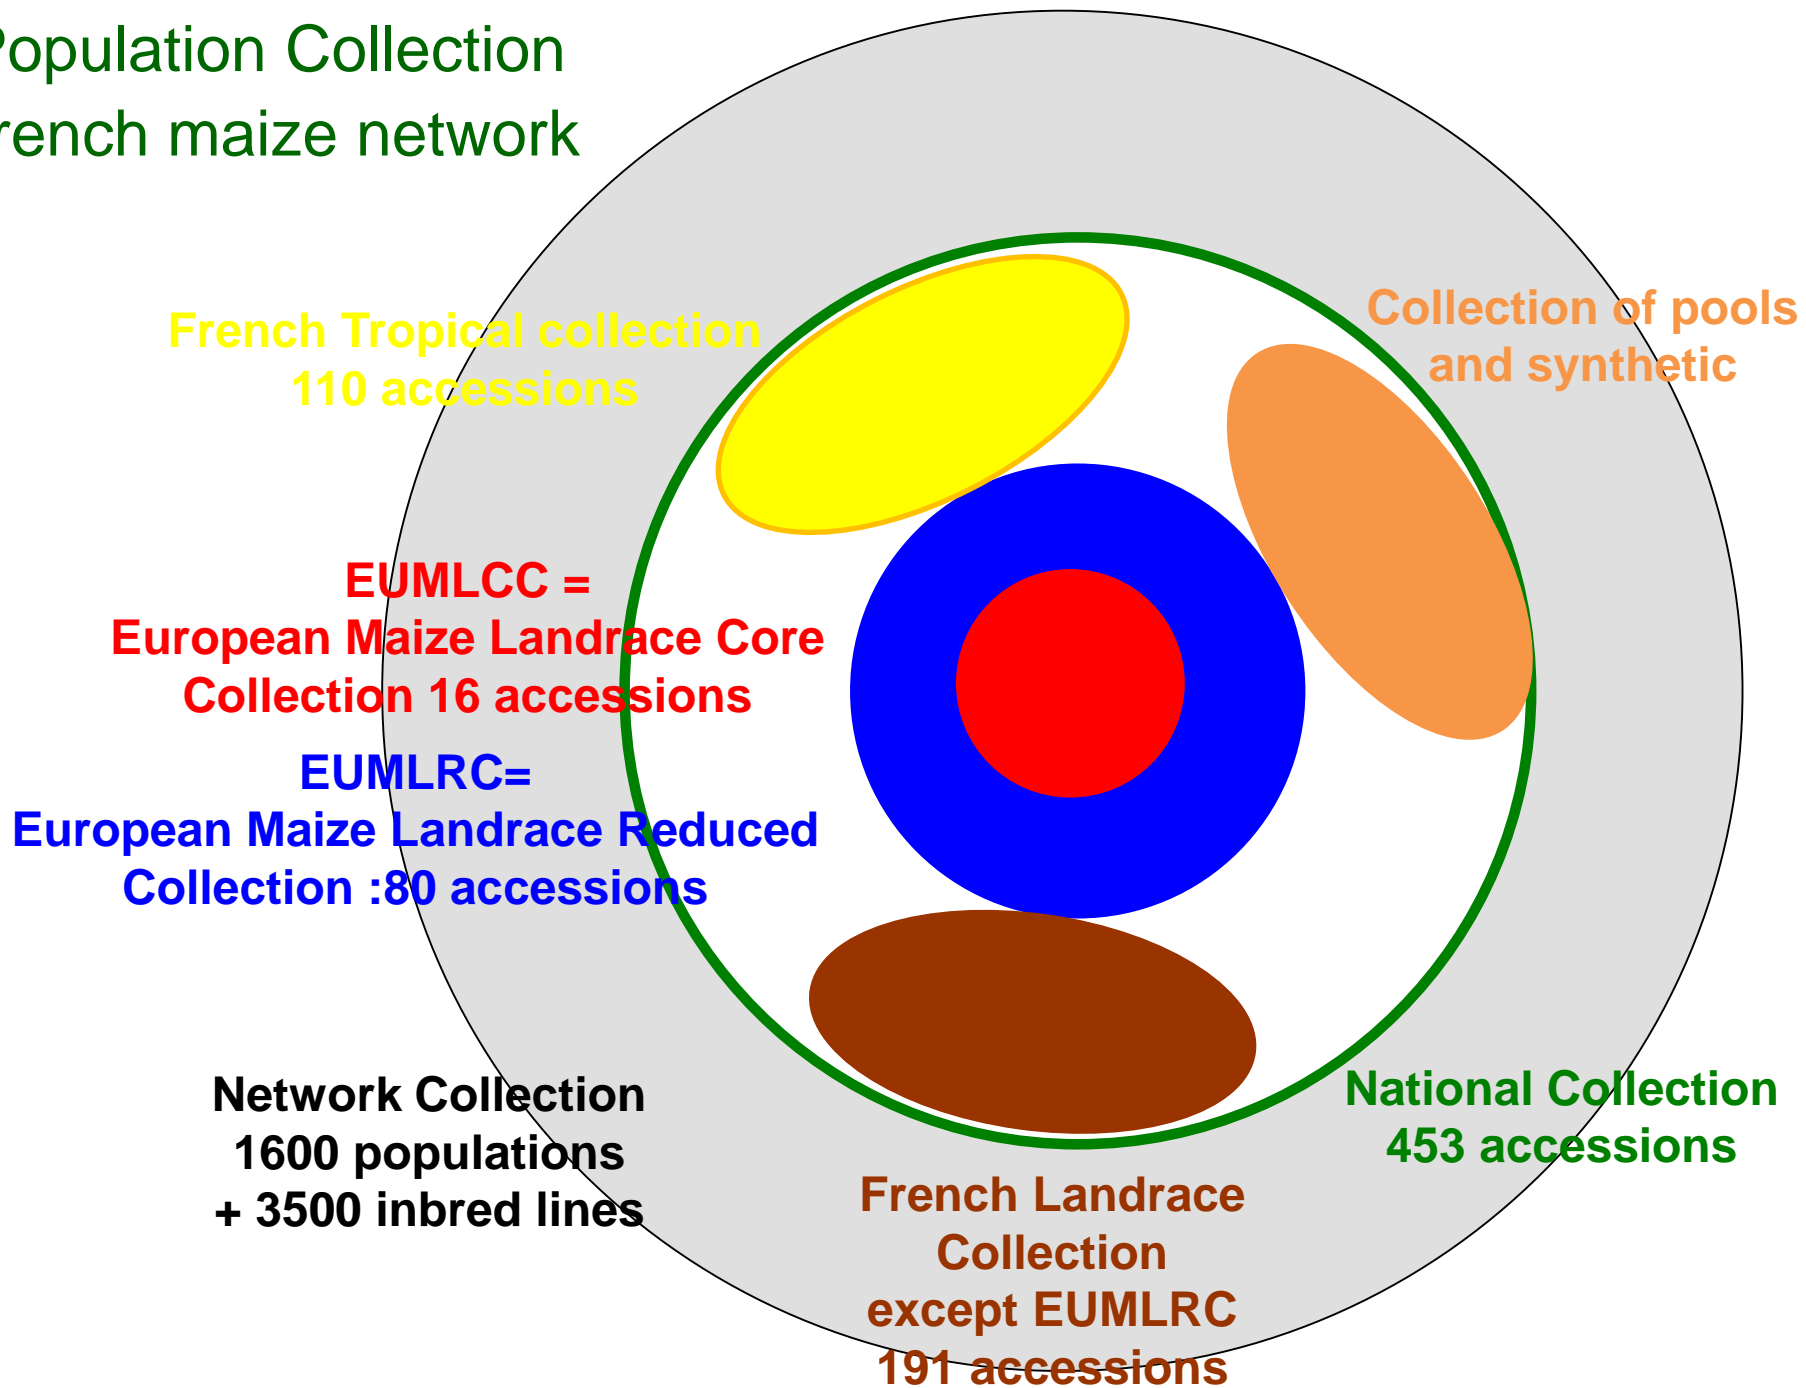 Population Collection
rench maize network
French Tropical collection
110 accessions
Collection of pools
and synthetic
EUMLCC =
European Maize Landrace Core
Collection 16 accessions
EUMLRC=
European Maize Landrace Reduced
Collection :80 accessions
Network Collection
1600 populations
+ 3500 inbred lines
National Collection
453 accessions
French Landrace
Collection
except EUMLRC
191 accessions